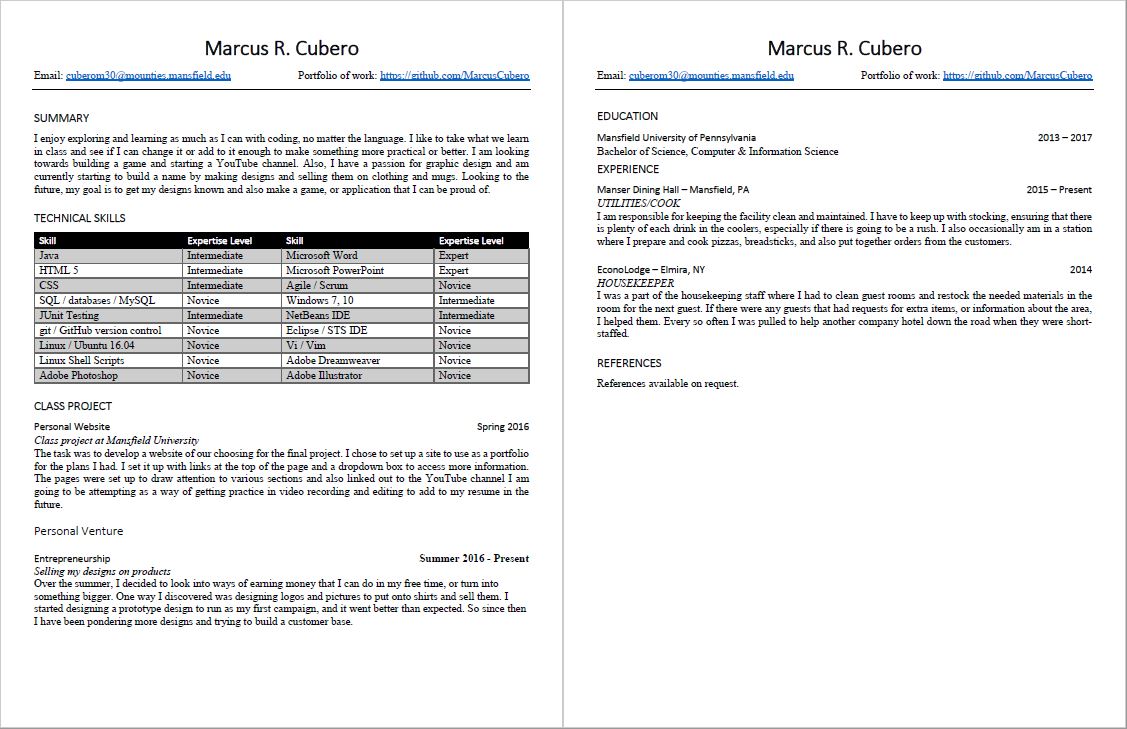 Marcus R. Cubero
Email: cuberom30@mounties.mansfield.edu Portfolio of work: https://github.com/MarcusCubero
SUMMARY
I enjoy exploring and learning as much as I can with coding, no matter the language. I like to take what we learn
in class and see if I can change it or add to it enough to make something more practical or better. I am looking
towards building a game and starting a YouTube channel. Also, I have a passion for graphic design and am
currently starting to build a name by making designs and selling them on clothing and mugs. Looking to the
future, my goal is to get my designs known and also make a game, or application that I can be proud of.
TECHNICAL SKILLS
Skill Expertise Level Skill Expertise Level
Java Intermediate Microsoft Word Expert
HTML 5 Intermediate Microsoft PowerPoint Expert
CSS Intermediate Agile / Scrum Novice
SQL / databases / MySQL Novice Windows 7, 10 Intermediate
JUnit Testing Intermediate NetBeans IDE Intermediate
git / GitHub version control Novice Eclipse / STS IDE Novice
Linux / Ubuntu 16.04 Novice Vi / Vim Novice
Linux Shell Scripts Novice Adobe Dreamweaver Novice
Adobe Photoshop Novice Adobe Illustrator Novice
CLASS PROJECT
Personal Website Spring 2016
Class project at Mansfield University
The task was to develop a website of our choosing for the final project. I chose to set up a site to use as a portfolio
for the plans I had. I set it up with links at the top of the page and a dropdown box to access more information.
The pages were set up to draw attention to various sections and also linked out to the YouTube channel I am
going to be attempting as a way of getting practice in video recording and editing to add to my resume in the
future.
Personal Venture
Entrepreneurship Summer 2016 - Present
Selling my designs on products
Over the summer, I decided to look into ways of earning money that I can do in my free time, or turn into
something bigger. One way I discovered was designing logos and pictures to put onto shirts and sell them. I
started designing a prototype design to run as my first campaign, and it went better than expected. So since then
I have been pondering more designs and trying to build a customer base.
Marcus R. Cubero
Email: cuberom30@mounties.mansfield.edu Portfolio of work: https://github.com/MarcusCubero
EDUCATION
Mansfield University of Pennsylvania 2013 – 2017
Bachelor of Science, Computer & Information Science
EXPERIENCE
Manser Dining Hall – Mansfield, PA 2015 – Present
UTILITIES/COOK
I am responsible for keeping the facility clean and maintained. I have to keep up with stocking, ensuring that there
is plenty of each drink in the coolers, especially if there is going to be a rush. I also occasionally am in a station
where I prepare and cook pizzas, breadsticks, and also put together orders from the customers.
EconoLodge – Elmira, NY 2014
HOUSEKEEPER
I was a part of the housekeeping staff where I had to clean guest rooms and restock the needed materials in the
room for the next guest. If there were any guests that had requests for extra items, or information about the area,
I helped them. Every so often I was pulled to help another company hotel down the road when they were short-
staffed.
REFERENCES
References available on request.